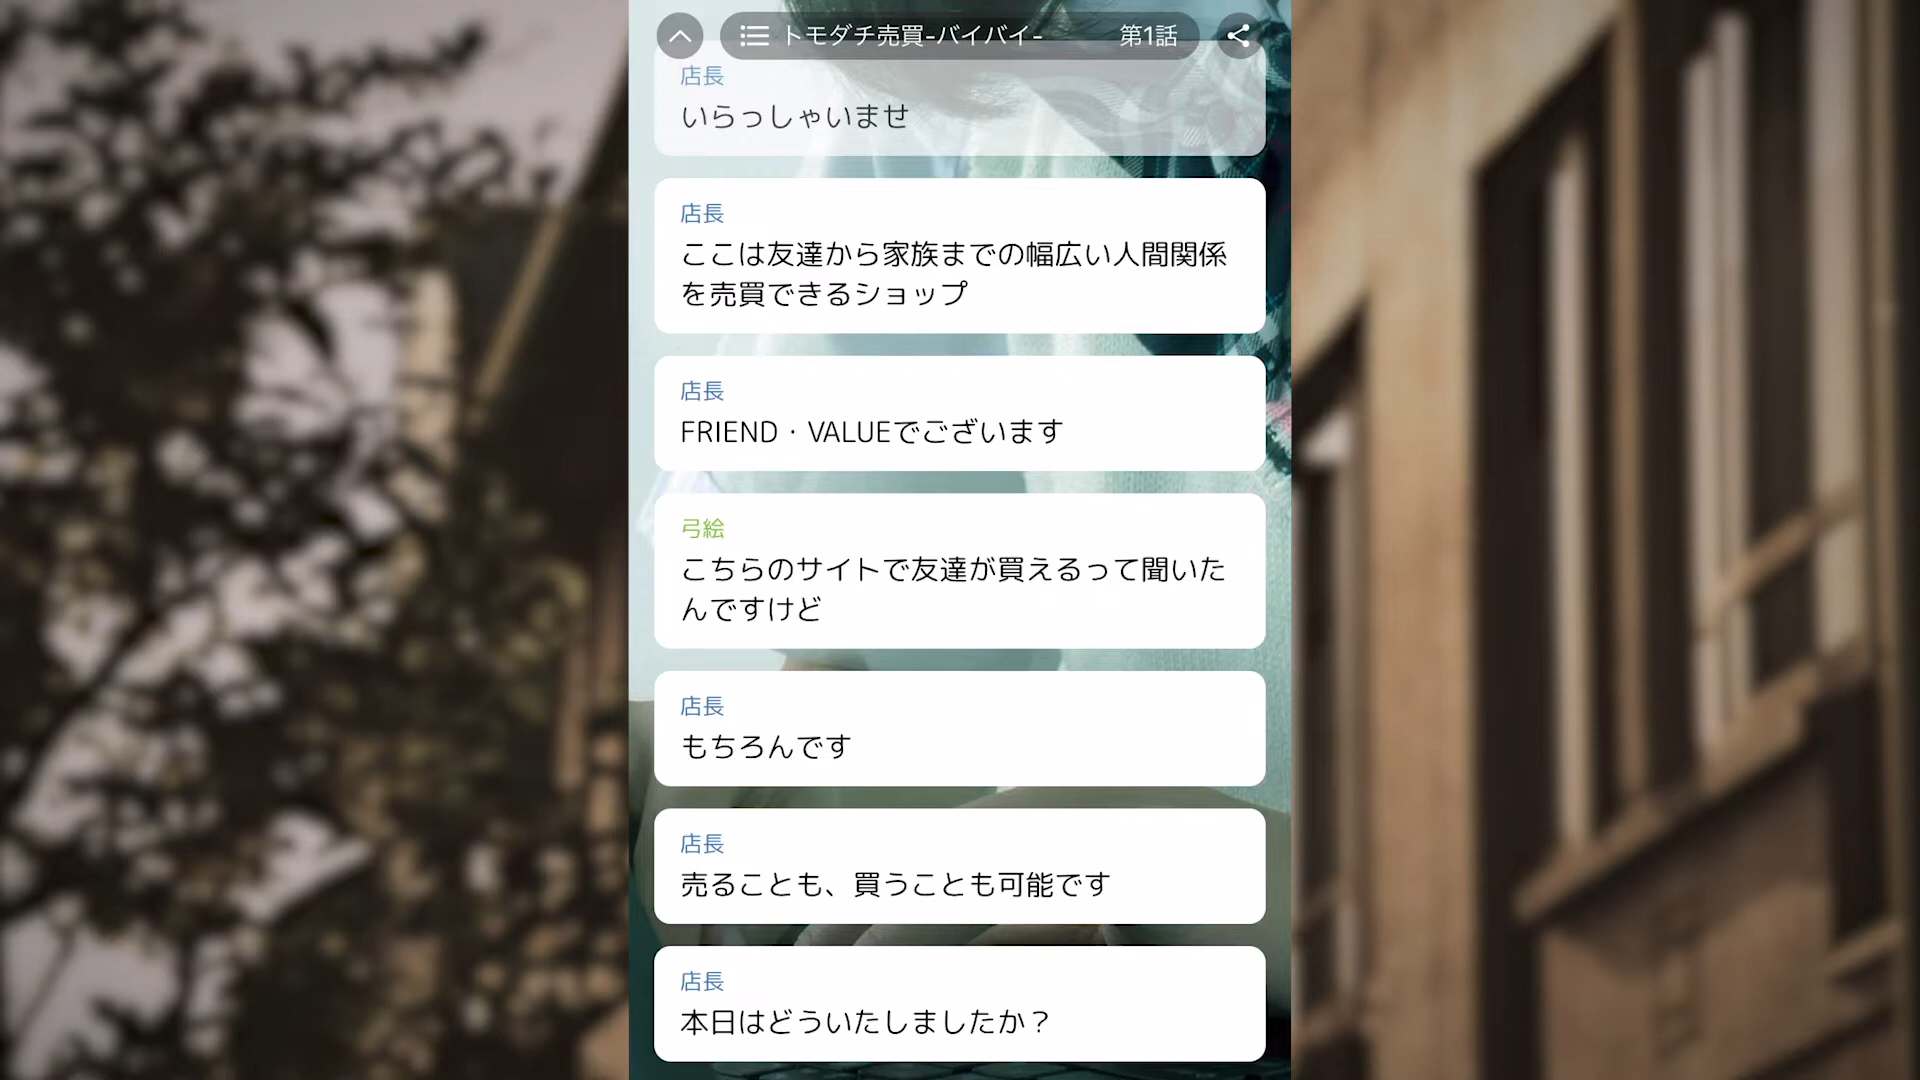 トモダチ売買-バイバイ- 第1話
店長
いらっしゃいませ
店長
ここは友達から家族までの幅広い人間関係
を売買できるショップ
店長
FRIEND・VALUEでございます
弓絵
こちらのサイトで友達が買えるって聞いた
んですけど
店長
もちろんです
店長
売ることも、買うことも可能です
店長
本日はどういたしましたか？